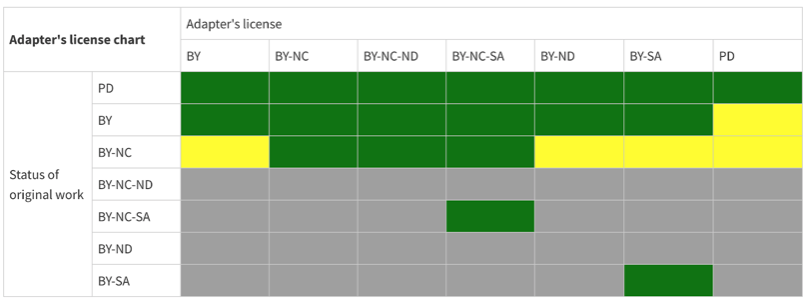 Adapter's license chart
Adapter's license
BY BY-NC BY-NC-ND BY-NC-SA BY-ND BY-SA PD
Status of
original work
PD
BY
BY-NC
BY-NC-ND
BY-NC-SA
BY-ND
BY-SA